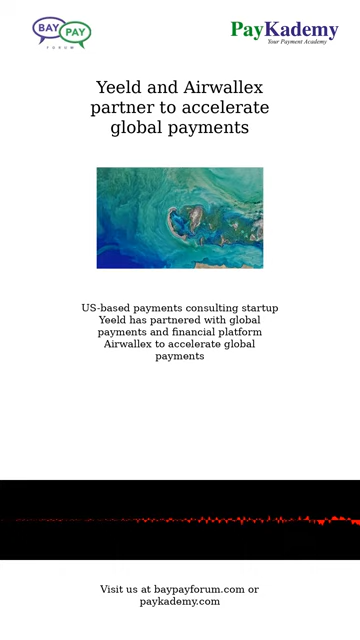 BAY
PAY
FORUM
PayKademy
Your Payment Academy
Yeeld and Airwallex
partner to accelerate
global payments
US-based payments consulting startup
Yeeld has partnered with global
payments and financial platform
Airwallex to accelerate global
payments
Visit us at baypayforum.com or
paykademy.com